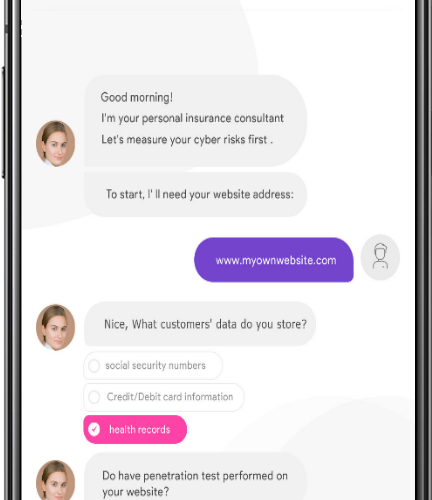 Good morning!
I'm your personal insurance consultant
Let's measure your cyber risks first .
To start, I' ll need your website address:
www.myownwebsite.com
Nice, What customers' data do you store?
social security numbers
Credit/Debit card information
health records
Do have penetration test performed on
your website?